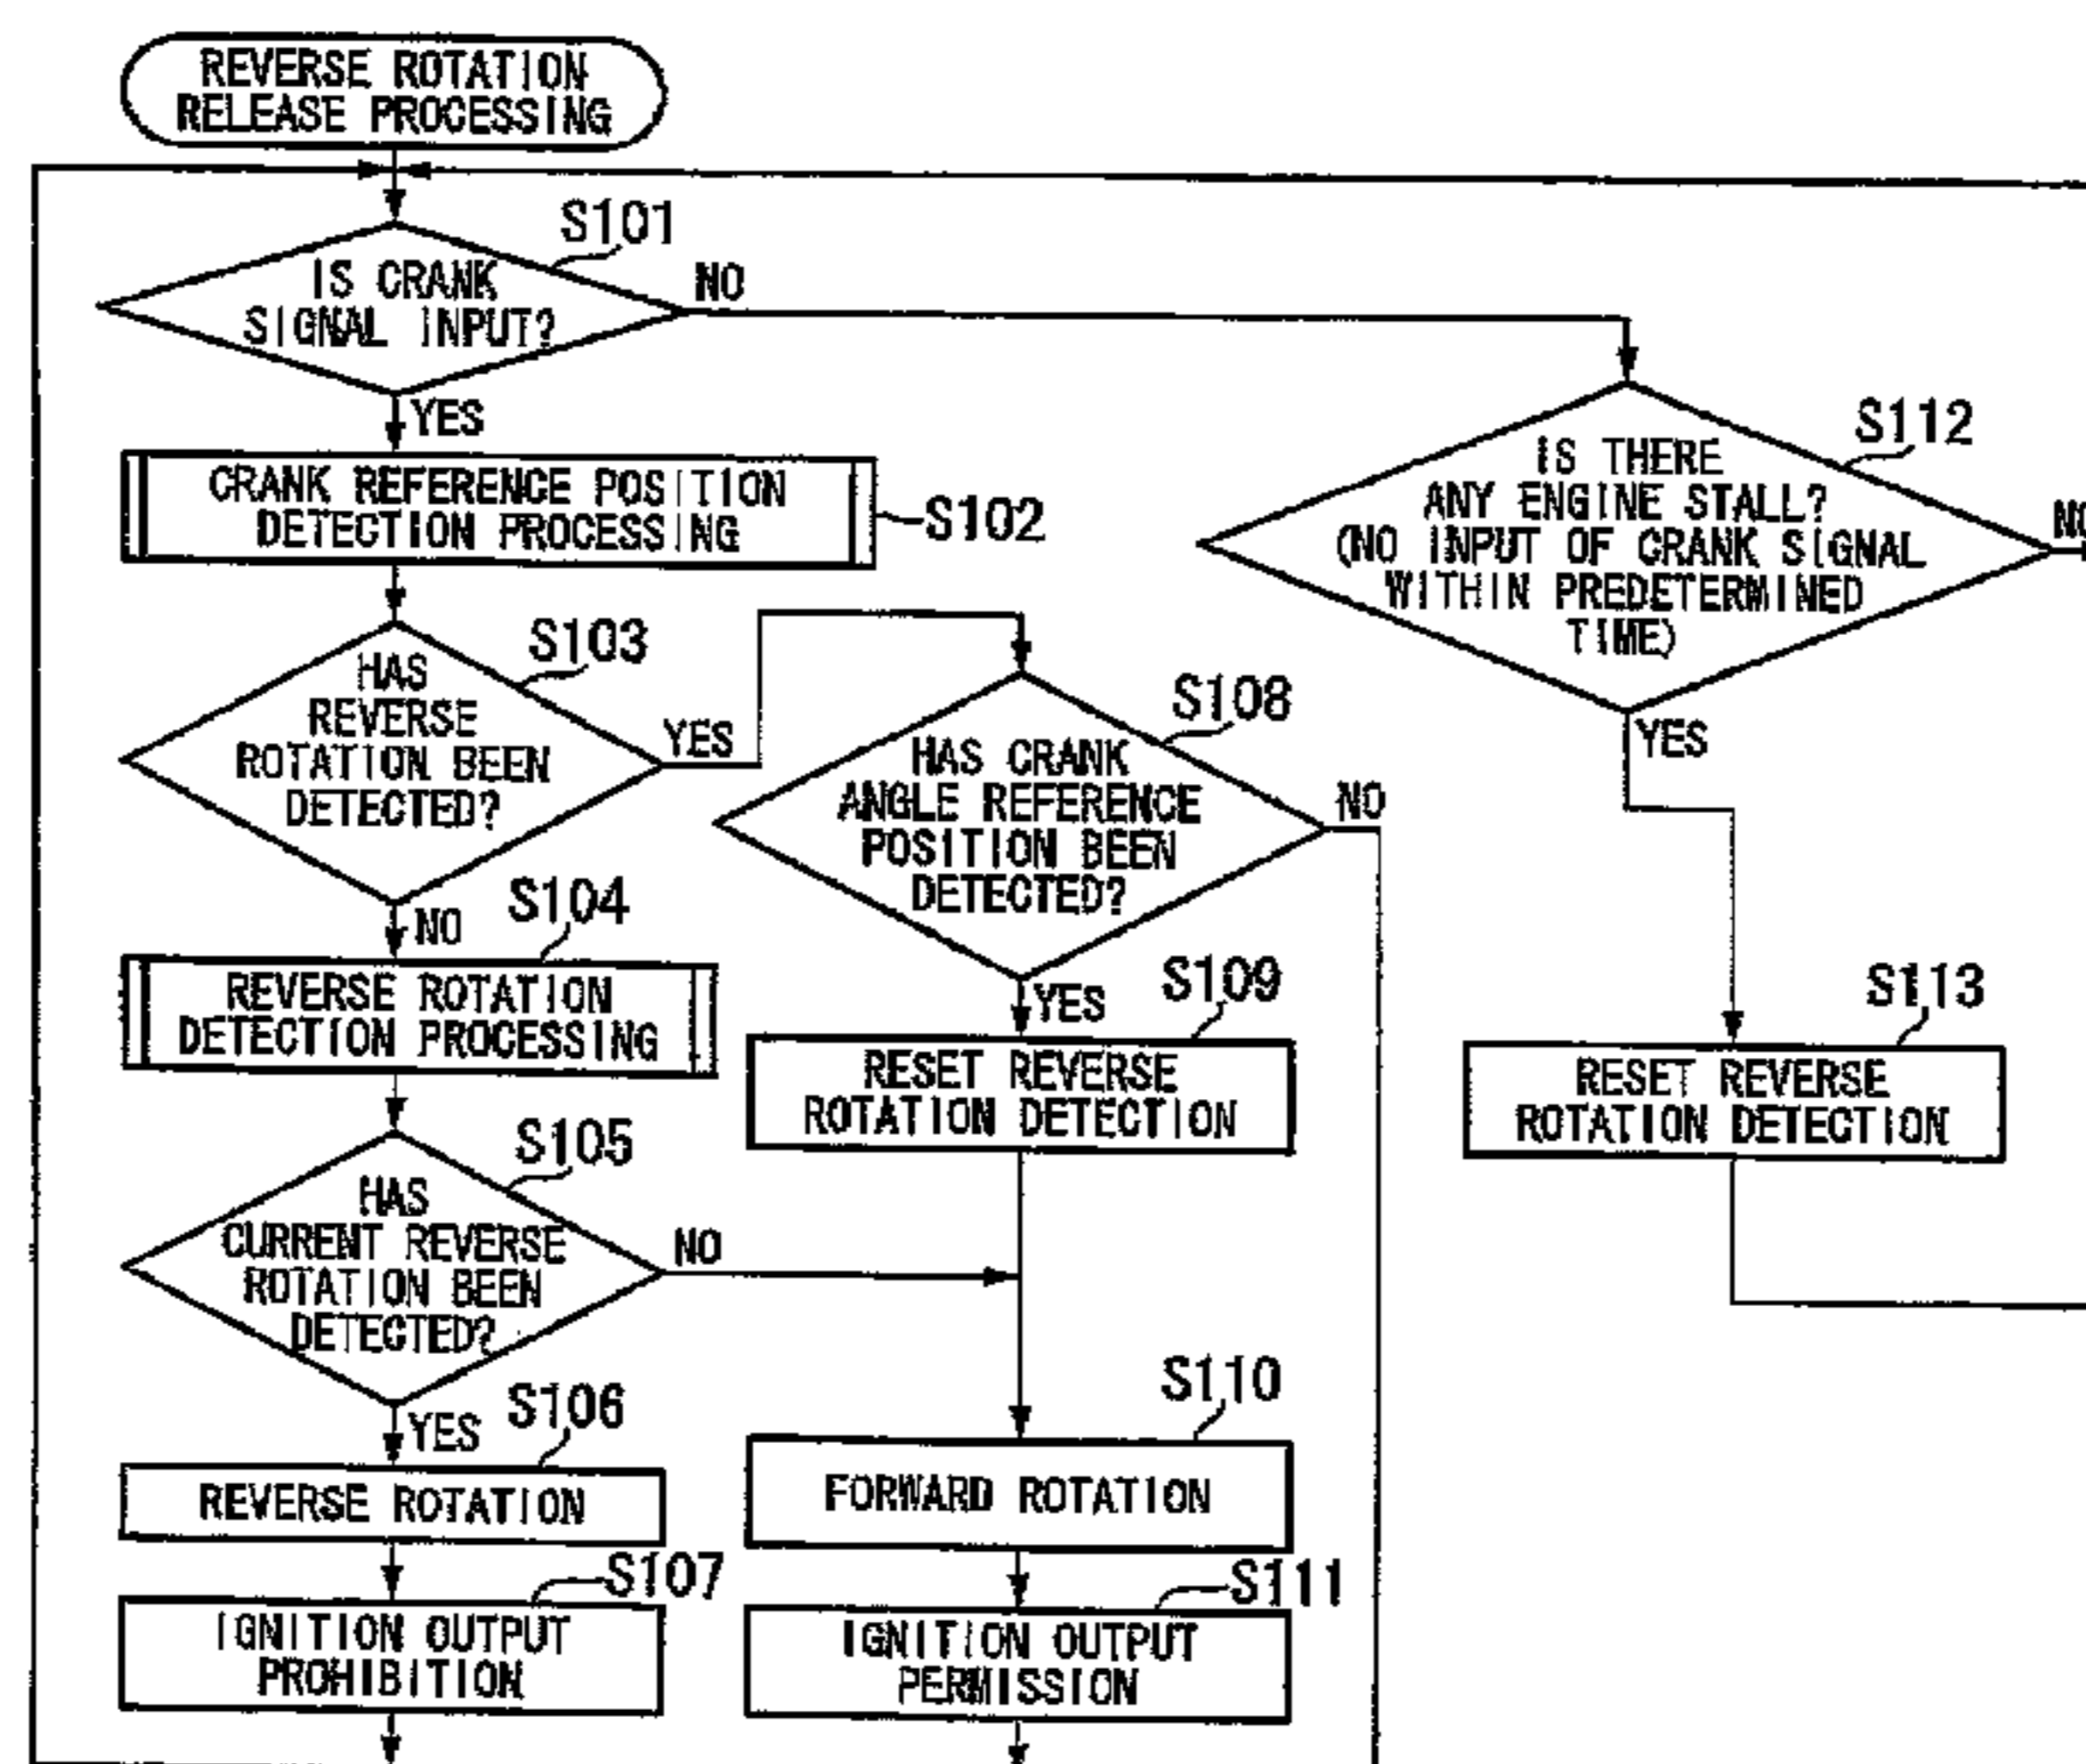 REVERSE ROTATION
RELEASE PROCESSING
S101
IS CRANK
SIGNAL INPUT?
NO
YES
CRANK REFERENCE POSITION
DETECTION PROCESSING
S102
S112
IS THERE
ANY ENGINE STALL?
(NO INPUT OF CRANK SIGNAL
WITHIN PREDETERMINED
TIME)
NO
YES
S103
HAS
REVERSE
ROTATION BEEN
DETECTED?
YES
NO
S108
HAS CRANK
ANGLE REFERENCE
POSITION BEEN
DETECTED?
NO
YES
S104
REVERSE ROTATION
DETECTION PROCESSING
S109
RESET REVERSE
ROTATION DETECTION
S113
RESET REVERSE
ROTATION DETECTION
S105
HAS
CURRENT REVERSE
ROTATION BEEN
DETECTED?
NO
YES
S106
REVERSE ROTATION
S110
FORWARD ROTATION
S107
IGNITION OUTPUT
PROHIBITION
S111
IGNITION OUTPUT
PERMISSION